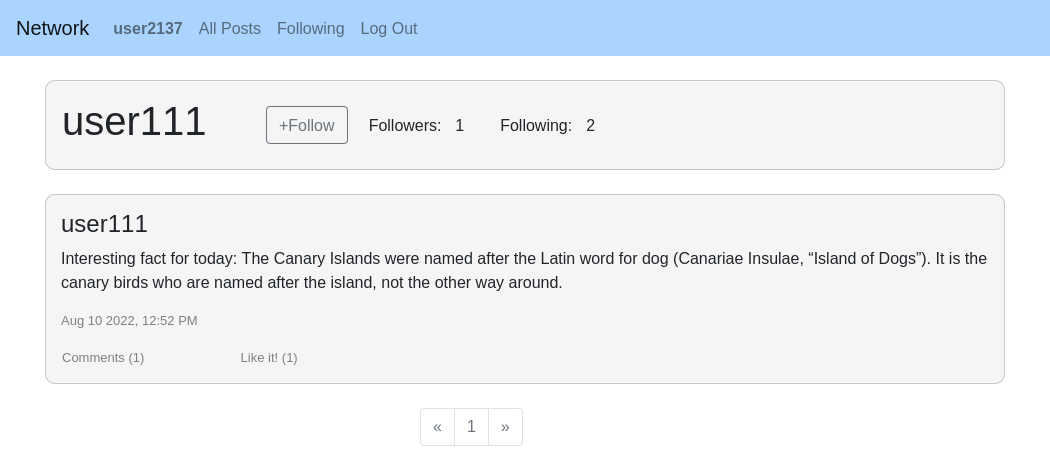 Network user2137 All Posts Following Log Out
user111 +Follow Followers: 1 Following: 2
user111
Interesting fact for today: The Canary Islands were named after the Latin word for dog (Canariae Insulae, “Island of Dogs”). It is the
canary birds who are named after the island, not the other way around.
Aug 10 2022, 12:52 PM
Comments (1) Like it! (1)
« 1 »